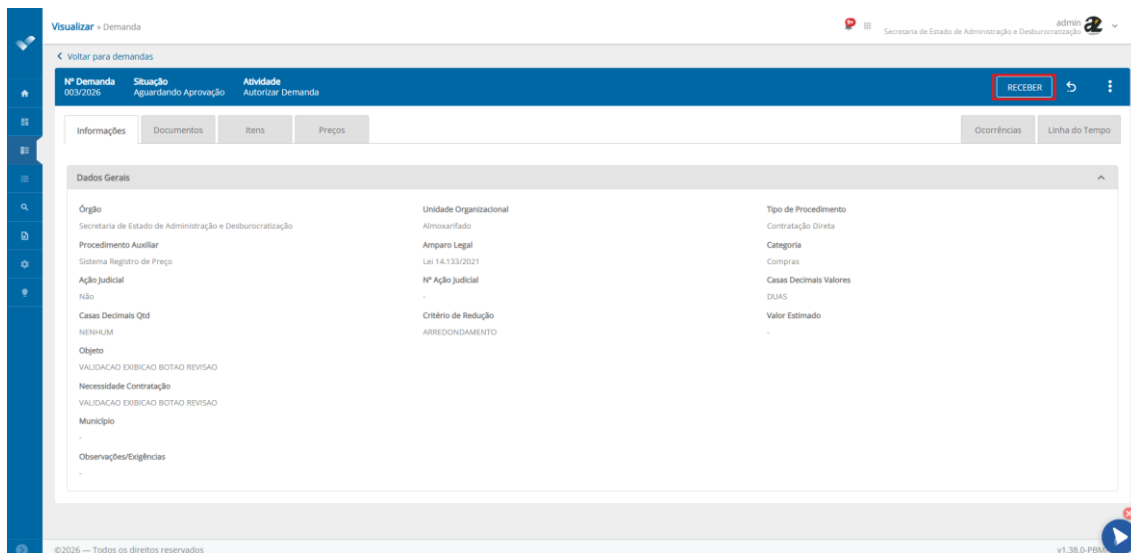 Visualizar » Demanda
admin
Secretaria de Estado de Administração e Desburocratização
Voltar para demandas
Nº Demanda Situação Atividade
003/2026 Aguardando Aprovação Autorizar Demanda
RECEBER
Informações Documentos Itens Preços Ocorrências Linha do Tempo
Dados Gerais
Órgão Unidade Organizacional Tipo de Procedimento
Secretaria de Estado de Administração e Desburocratização Almoxarifado Contratação Direta
Procedimento Auxiliar Amparo Legal Categoria
Sistema Registro de Preço Lei 14.133/2021 Compras
Ação Judicial Nº Ação Judicial Casas Decimais Valores
Não - DUAS
Casas Decimais Qtd Critério de Redução Valor Estimado
NENHUM ARREDONDAMENTO -
Objeto
VALIDACAO EXIBICAO BOTAO REVISAO
Necessidade Contratação
VALIDACAO EXIBICAO BOTAO REVISAO
Município
-
Observações/Exigências
-
©2026 — Todos os direitos reservados